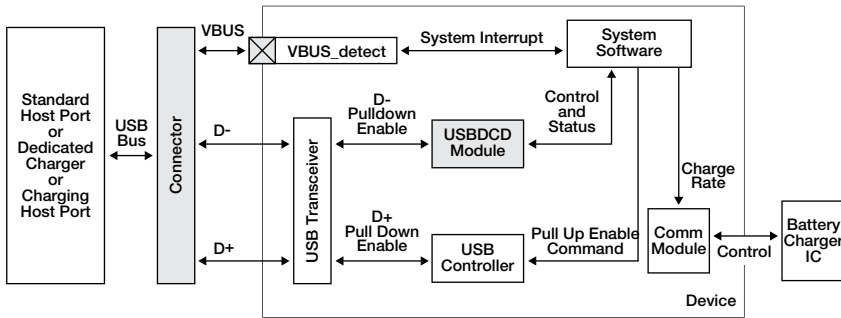 Standard
Host Port
or
Dedicated
Charger
or
Charging
Host Port
USB
Bus
Connector
VBUS
VBUS_detect
System Interrupt
System
Software
D-
D-
Pulldown
Enable
USBDCD
Module
Control
and
Status
USB Transceiver
Charge
Rate
D+
D+
Pull Down
Enable
USB
Controller
Pull Up Enable
Command
Comm
Module
Control
Battery
Charger
IC
Device